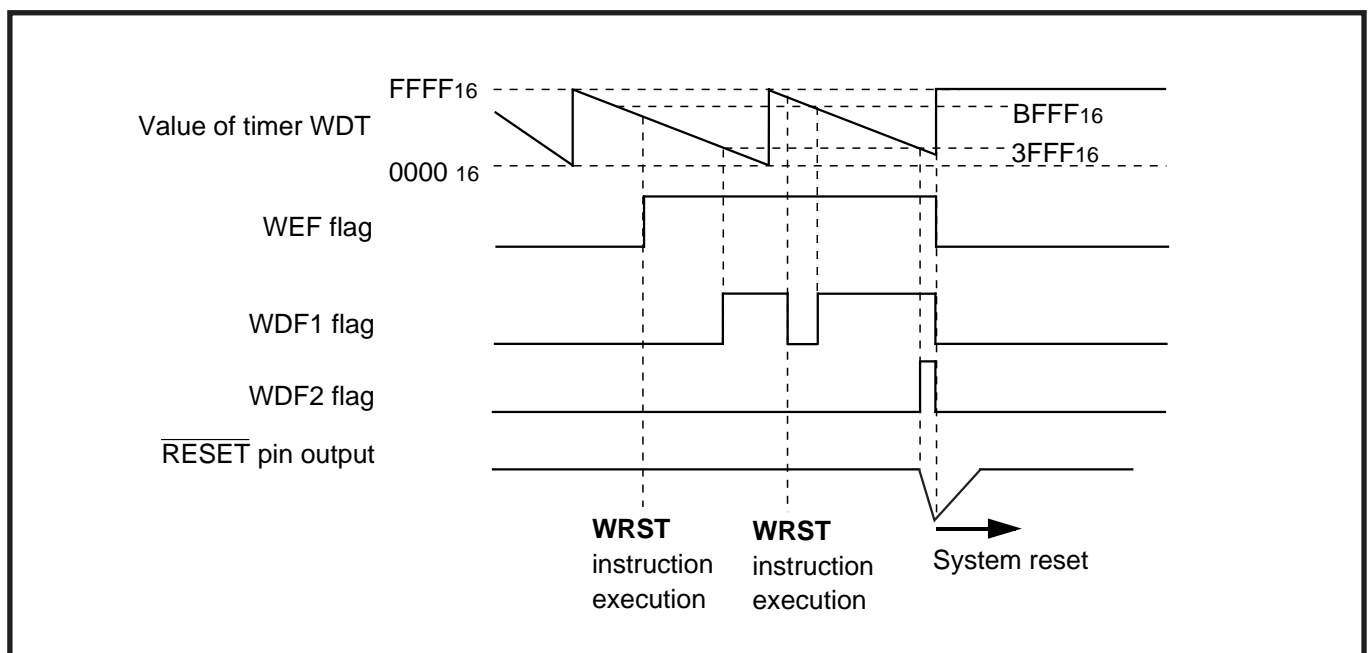 FFFF16
Value of timer WDT
BFFF16
3FFF16
0000 16
WEF flag
WDF1 flag
WDF2 flag
RESET pin output
WRST
instruction
execution
WRST
instruction
execution
System reset